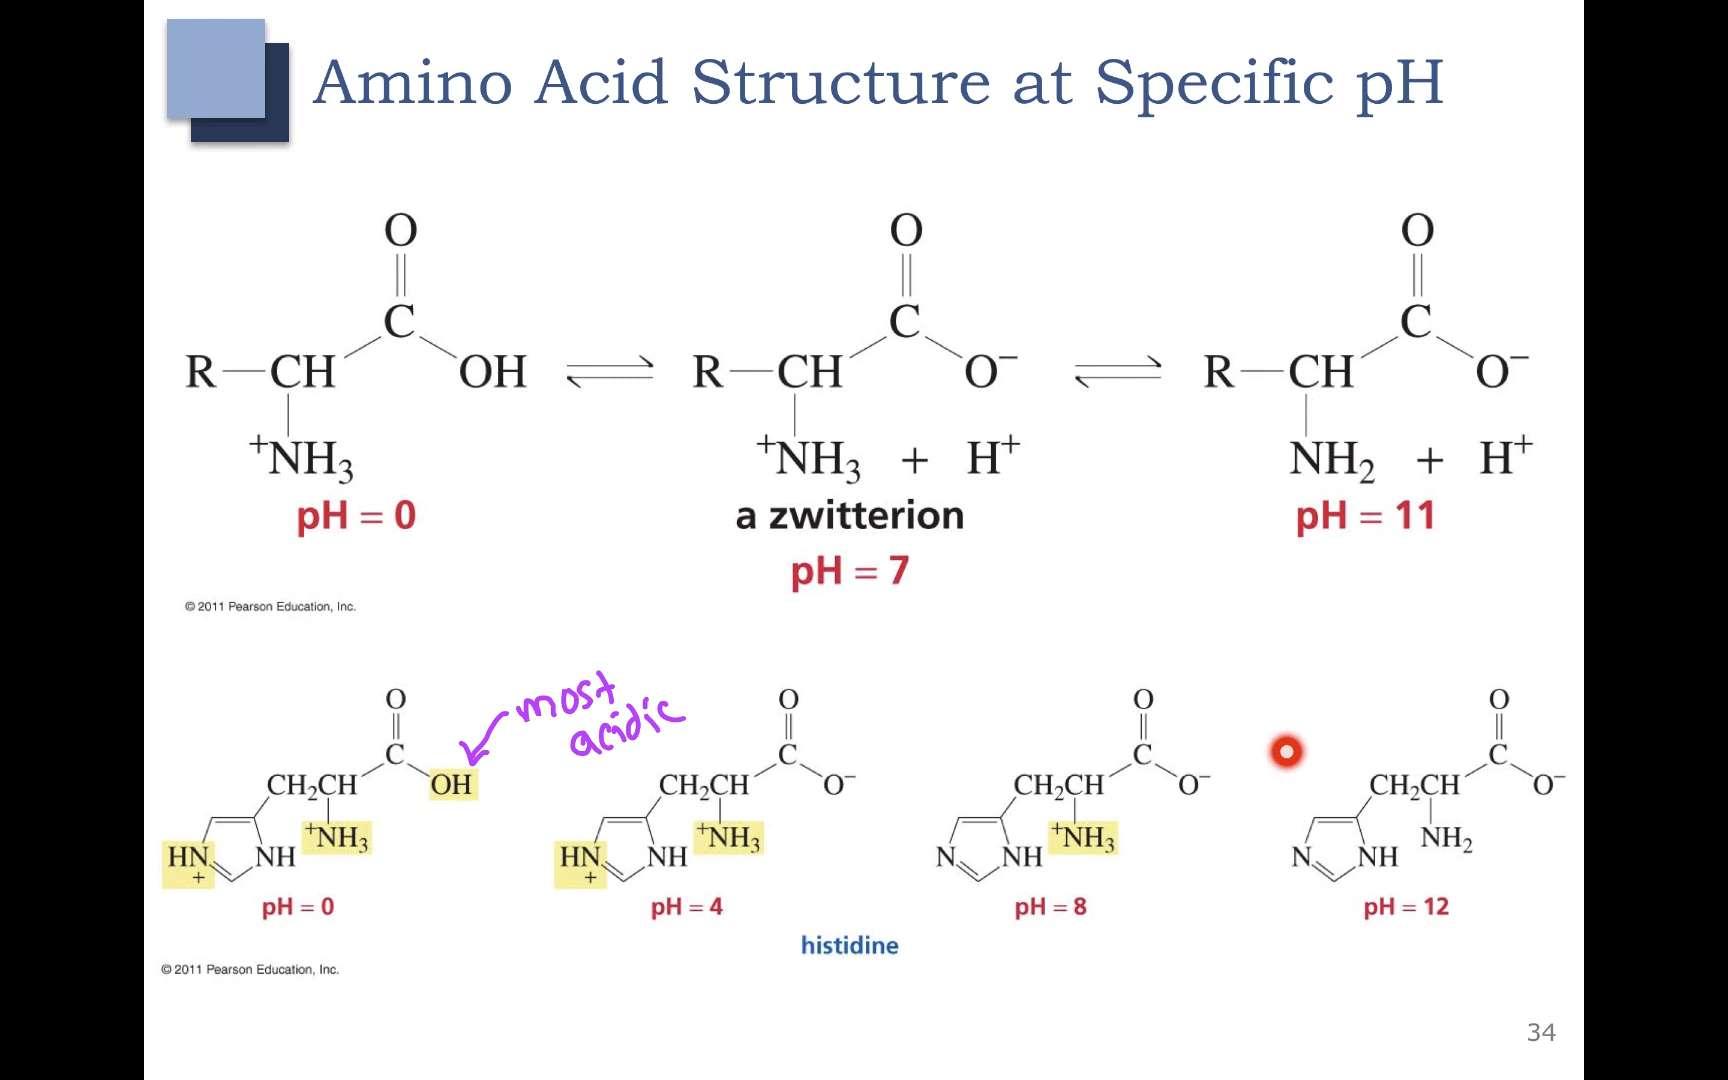 Amino Acid Structure at Specific pH
O
C
R—CH
OH
⁺NH₃
pH = 0
O
C
R—CH
O⁻
⁺NH₃ + H⁺
a zwitterion
pH = 7
O
C
R—CH
O⁻
NH₂ + H⁺
pH = 11
© 2011 Pearson Education, Inc.
most
acidic
O
C
CH₂CH
OH
⁺NH₃
HN
+
NH
pH = 0
O
C
CH₂CH
O⁻
⁺NH₃
HN
+
NH
pH = 4
O
C
CH₂CH
O⁻
⁺NH₃
N
NH
pH = 8
O
C
CH₂CH
O⁻
NH₂
N
NH
pH = 12
histidine
© 2011 Pearson Education, Inc.
34